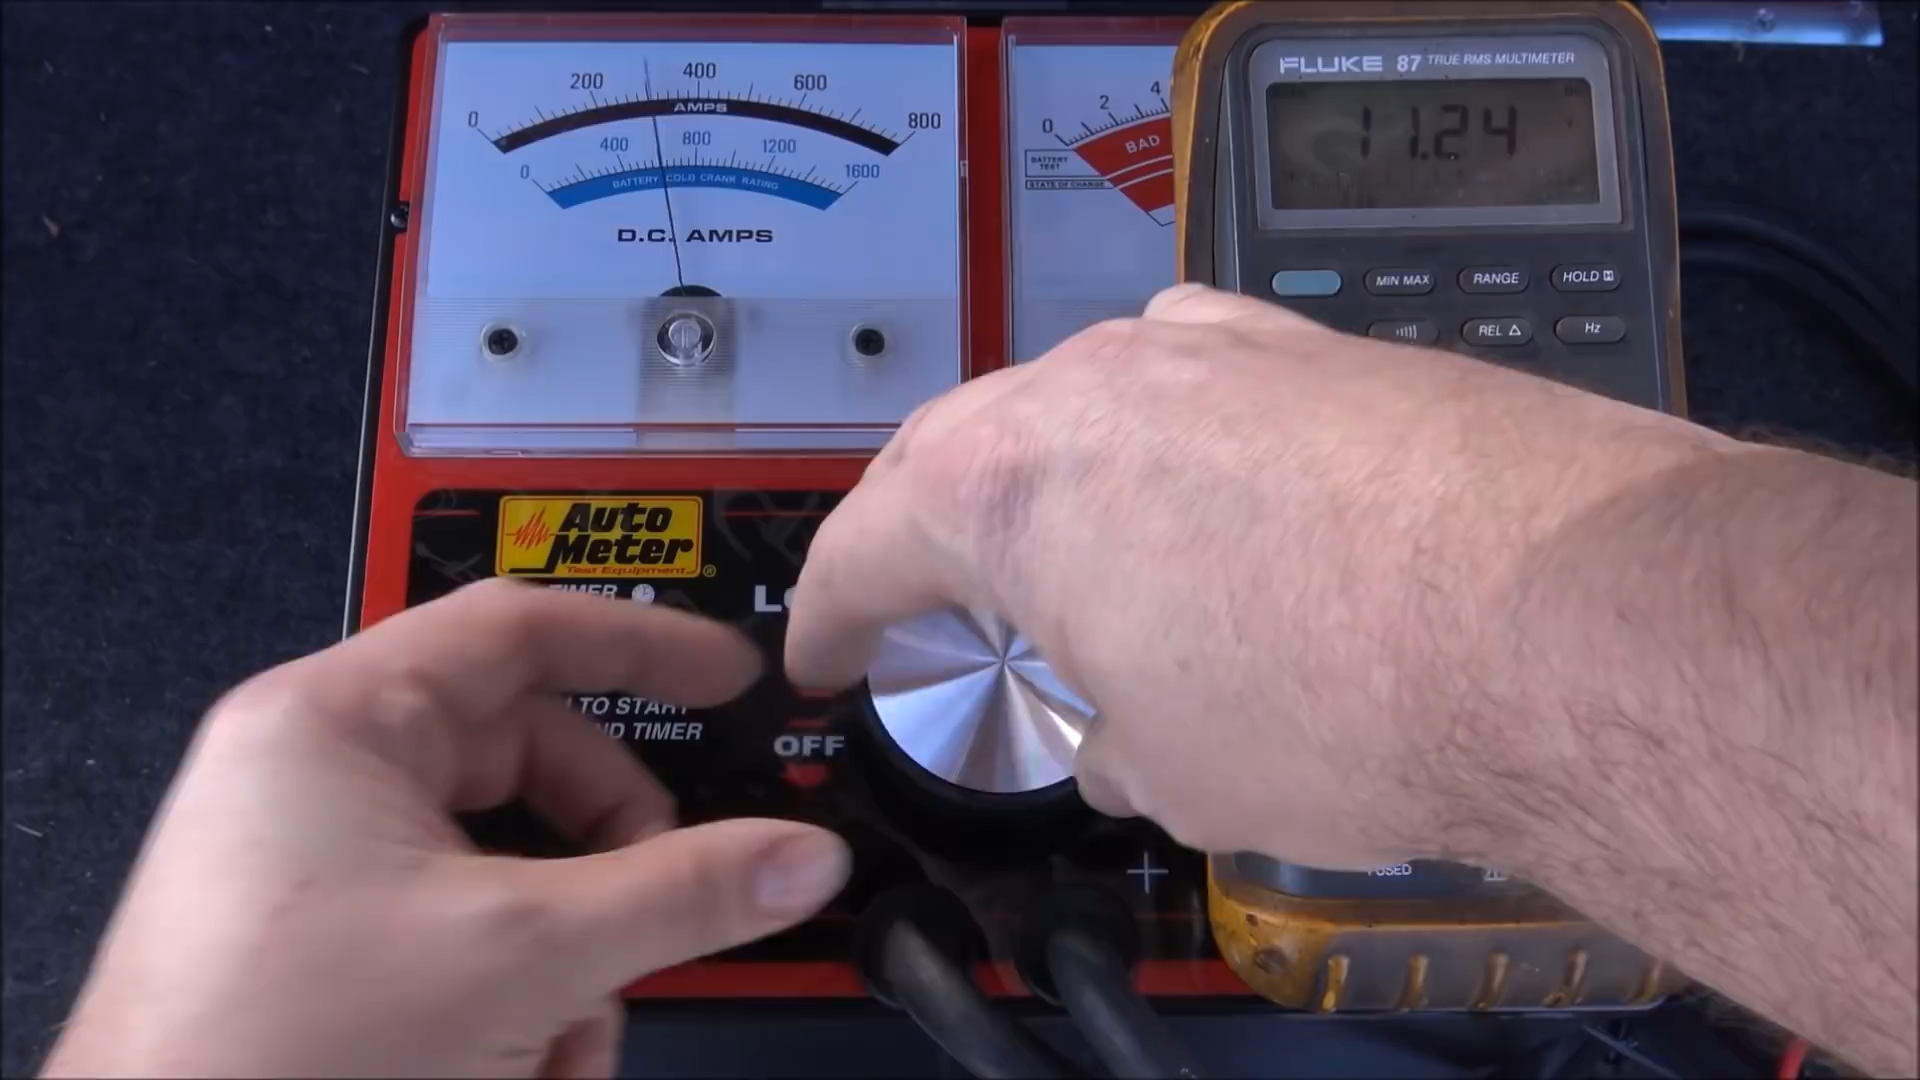 200 400 600
0 800
AMPS
400 800 1200
0 1600
BATTERY COLD CRANK RATING
D.C. AMPS
0 2 4
BAD
BATTERY
TEST
STATE OF CHARGE
FLUKE 87 TRUE RMS MULTIMETER
11.24
MIN MAX RANGE HOLD H
REL Δ Hz
Auto
Meter
Test Equipment ®
TIMER
TO START
TIMER
OFF
+